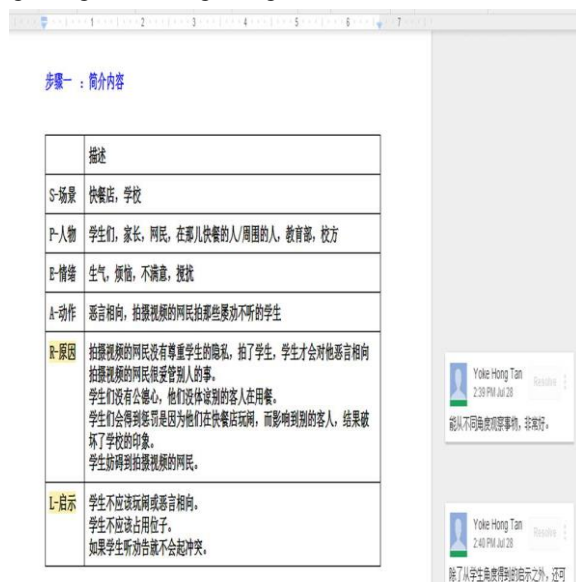 1 2 3 4 5 6 7
步骤一 ：简介内容
描述
S-场景 快餐店，学校
P-人物 学生们，家长，网民，在那儿快餐的人/周围的人，教育部，校方
E-情绪 生气，烦恼，不满意，搅扰
A-动作 恶言相向，拍摄视频的网民拍那些屡劝不听的学生
R-原因 拍摄视频的网民没有尊重学生的隐私，拍了学生，学生才会对他恶言相向
拍摄视频的网民很爱管别人的事。
学生们没有公德心，他们没体谅别的客人在用餐。
学生们会得到惩罚是因为他们在快餐店玩闹，而影响到别的客人，结果破
坏了学校的印象。
学生妨碍到拍摄视频的网民。
L-启示 学生不应该玩闹或恶言相向。
学生不应该占用位子。
如果学生听劝告就不会起冲突。
Yoke Hong Tan
Resolve
2:39 PM Jul 28
能从不同角度观察事物，非常好。
Yoke Hong Tan
Resolve
2:40 PM Jul 28
除了从学生角度得到的启示之外，还可